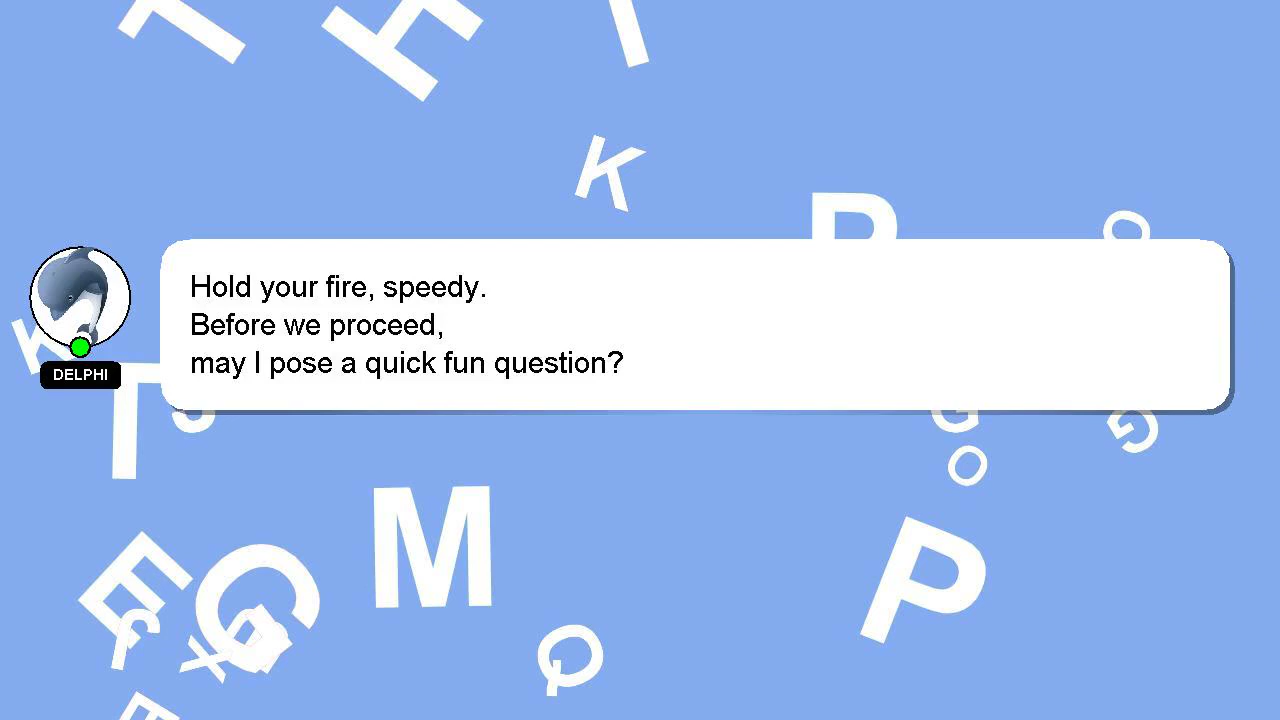 T
H
T
K
P
O
Hold your fire, speedy.
Before we proceed,
may I pose a quick fun question?
K
DELPHI
T
G
G
O
M
E
G
P
J
X
Q
E